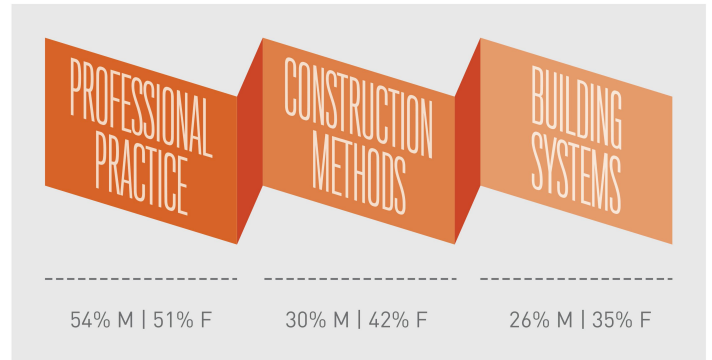 PROFESSIONAL
PRACTICE
CONSTRUCTION
METHODS
BUILDING
SYSTEMS
54% M | 51% F
30% M | 42% F
26% M | 35% F